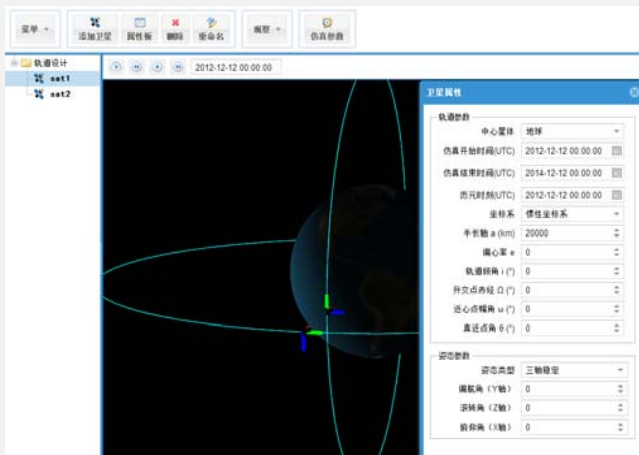 菜单
添加卫星 属性板 删除 重命名
观察
仿真参数
轨道设计
sat1
sat2
2012-12-12 00:00:00
卫星属性
轨道参数
中心星体 地球
仿真开始时间(UTC) 2012-12-12 00:00:00
仿真结束时间(UTC) 2014-12-12 00:00:00
历元时刻(UTC) 2012-12-12 00:00:00
坐标系 惯性坐标系
半长轴 a (km) 20000
偏心率 e 0
轨道倾角 i (°) 0
升交点赤经 Ω (°) 0
近心点幅角 ω (°) 0
真近点角 θ (°) 0
姿态参数
姿态类型 三轴稳定
偏航角（Y轴） 0
滚转角（Z轴） 0
俯仰角（X轴） 0